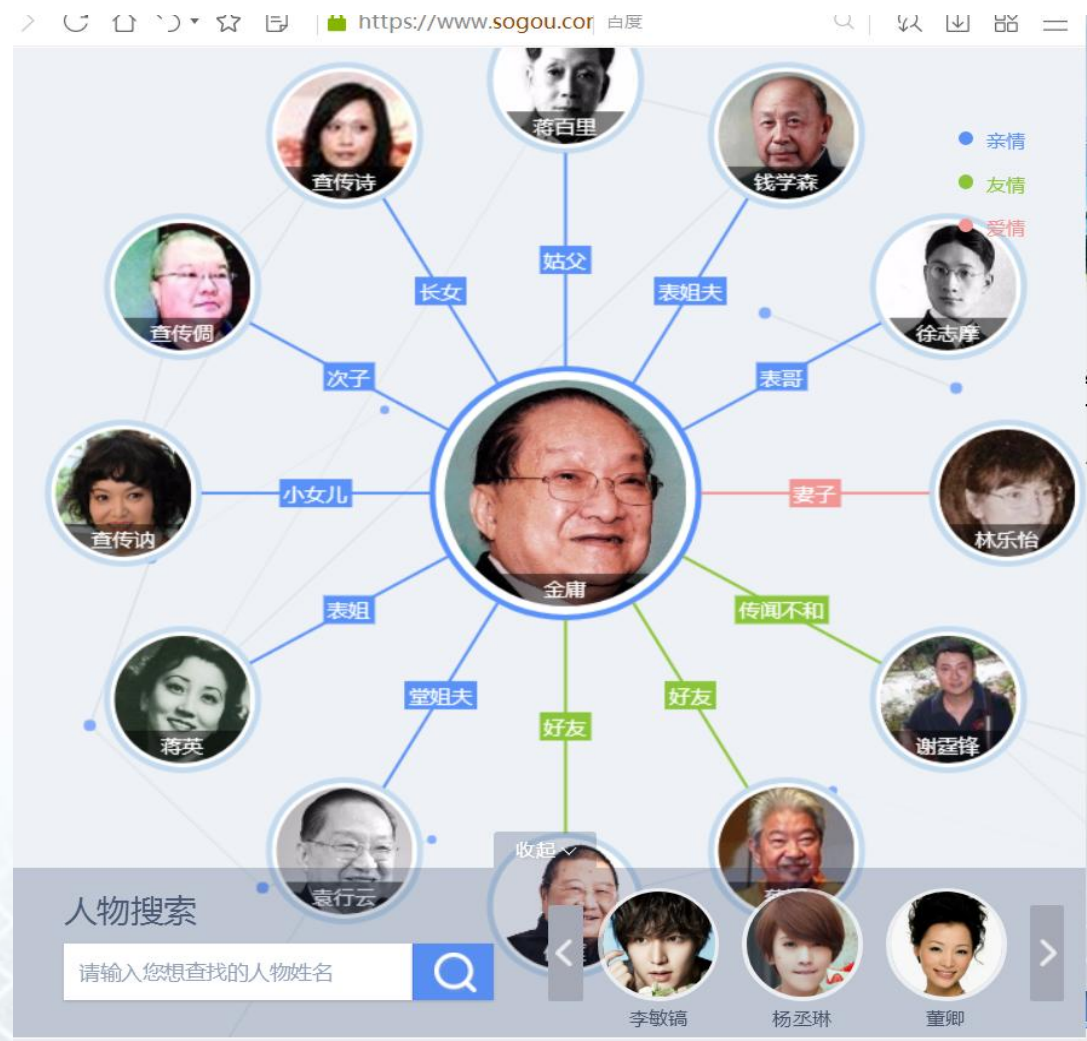 https://www.sogou.cor
百度
蒋百里
查传诗
钱学森
亲情
友情
爱情
姑父
长女
表姐夫
查传倜
徐志摩
次子
表哥
小女儿
妻子
查传讷
林乐怡
金庸
表姐
传闻不和
堂姐夫
好友
好友
蒋英
谢霆锋
收起
袁行云
人物搜索
请输入您想查找的人物姓名
李敏镐
杨丞琳
董卿